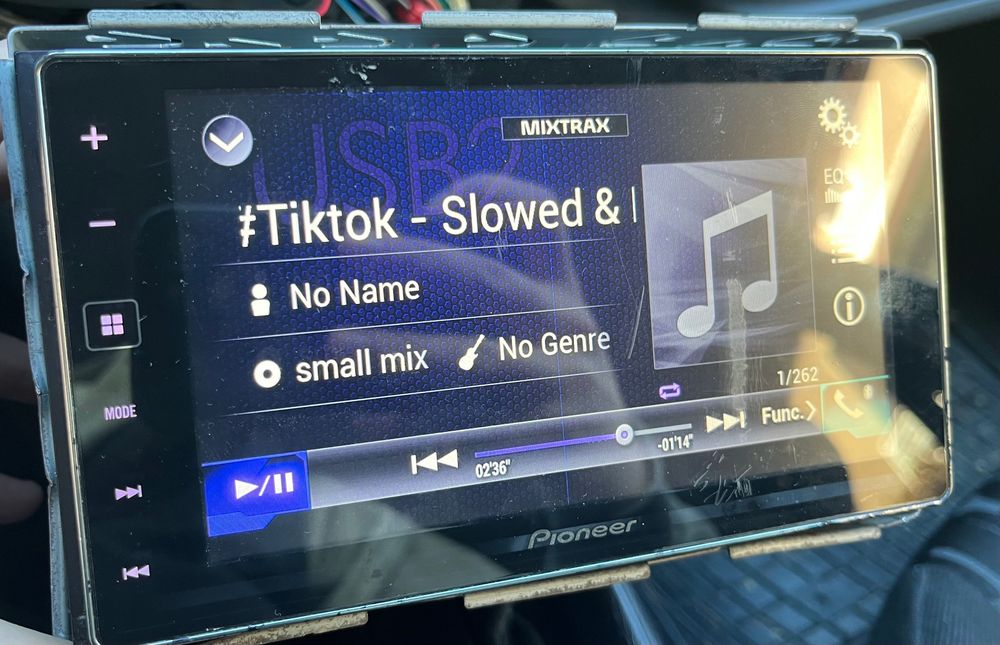 USB2
MIXTRAX
#Tiktok - Slowed &
EQ
No Name
small mix
No Genre
MODE
1/262
02'36"
-01'14"
Func.
Pioneer